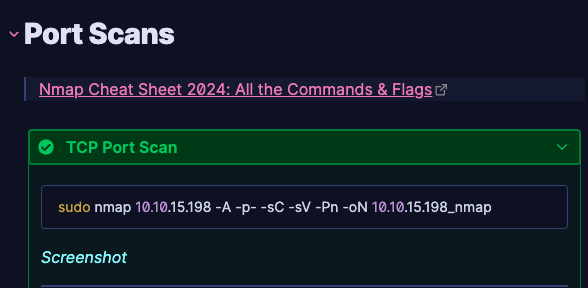 Port Scans
Nmap Cheat Sheet 2024: All the Commands & Flags
TCP Port Scan
sudo nmap 10.10.15.198 -A -p- -sC -sV -Pn -oN 10.10.15.198_nmap
Screenshot